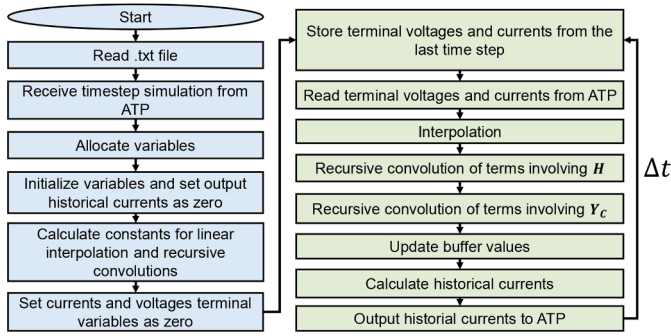 Start
Read .txt file
Receive timestep simulation from
ATP
Allocate variables
Initialize variables and set output
historical currents as zero
Calculate constants for linear
interpolation and recursive
convolutions
Set currents and voltages terminal
variables as zero
Store terminal voltages and currents from the
last time step
Read terminal voltages and currents from ATP
Interpolation
Recursive convolution of terms involving H
Recursive convolution of terms involving Y_C
Update buffer values
Calculate historical currents
Output historial currents to ATP
Δt